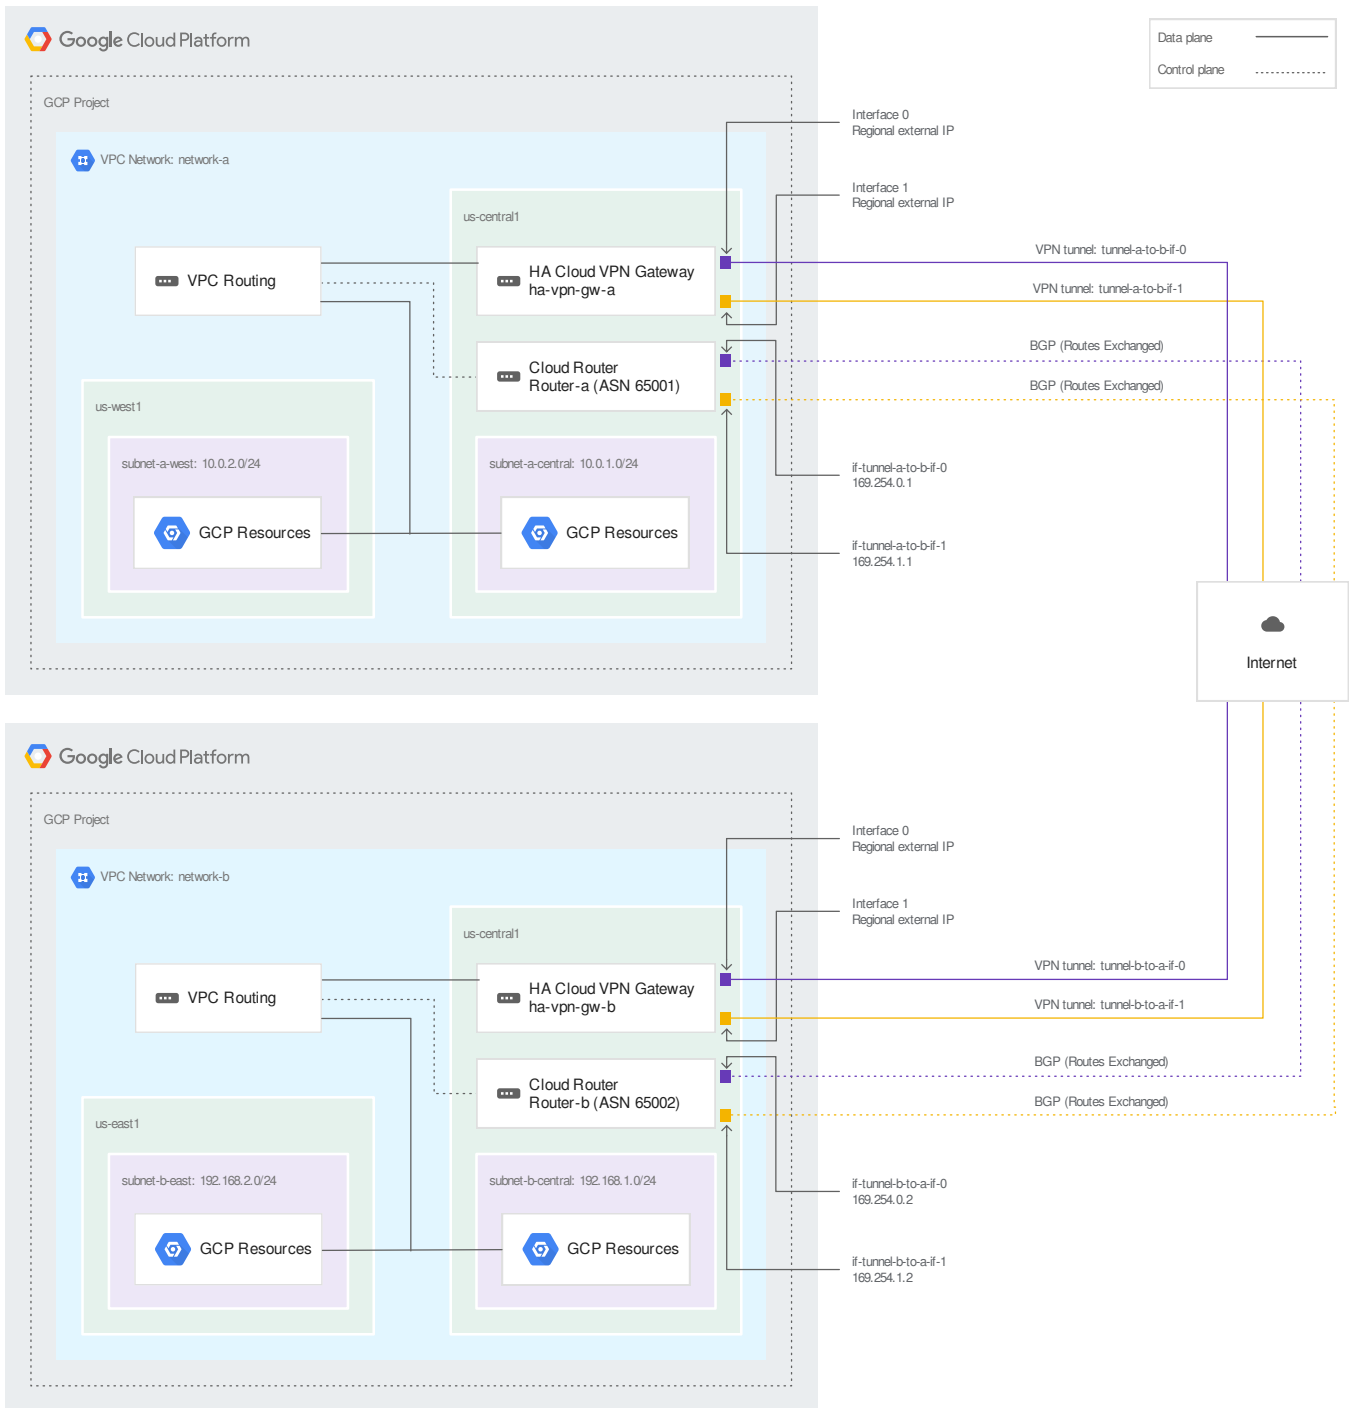 Google Cloud Platform
Data plane
Control plane
GCP Project
Interface 0
Regional external IP
VPC Network: network-a
Interface 1
Regional external IP
us-central1
VPN tunnel: tunnel-a-to-b-if-0
VPC Routing
HA Cloud VPN Gateway
ha-vpn-gw-a
VPN tunnel: tunnel-a-to-b-if-1
BGP (Routes Exchanged)
Cloud Router
Router-a (ASN 65001)
BGP (Routes Exchanged)
us-west1
subnet-a-west: 10.0.2.0/24
subnet-a-central: 10.0.1.0/24
if-tunnel-a-to-b-if-0
169.254.0.1
GCP Resources
GCP Resources
if-tunnel-a-to-b-if-1
169.254.1.1
Internet
Google Cloud Platform
GCP Project
Interface 0
Regional external IP
VPC Network: network-b
Interface 1
Regional external IP
us-central1
VPN tunnel: tunnel-b-to-a-if-0
VPC Routing
HA Cloud VPN Gateway
ha-vpn-gw-b
VPN tunnel: tunnel-b-to-a-if-1
BGP (Routes Exchanged)
Cloud Router
Router-b (ASN 65002)
BGP (Routes Exchanged)
us-east1
subnet-b-east: 192.168.2.0/24
subnet-b-central: 192.168.1.0/24
if-tunnel-b-to-a-if-0
169.254.0.2
GCP Resources
GCP Resources
if-tunnel-b-to-a-if-1
169.254.1.2